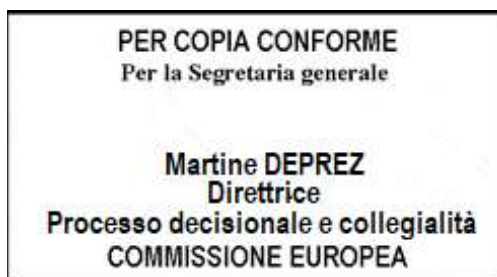 PER COPIA CONFORME
Per la Segretaria generale
Martine DEPREZ
Direttrice
Processo decisionale e collegialità
COMMISSIONE EUROPEA